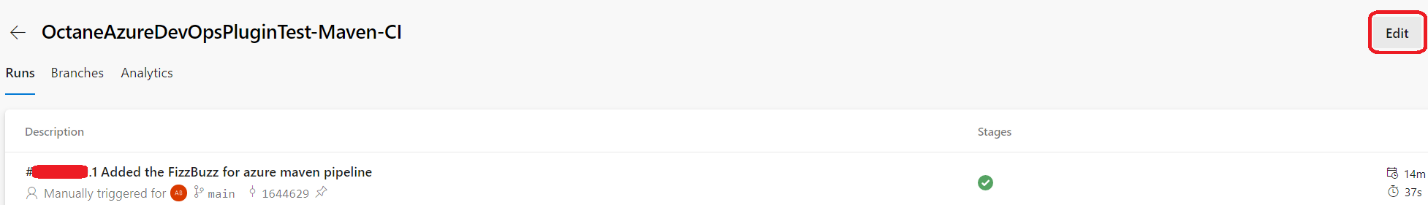 OctaneAzureDevOpsPluginTest-Maven-CI
Edit
Runs Branches Analytics
Description Stages
# .1 Added the FizzBuzz for azure maven pipeline
14m
Manually triggered for main 1644629
37s